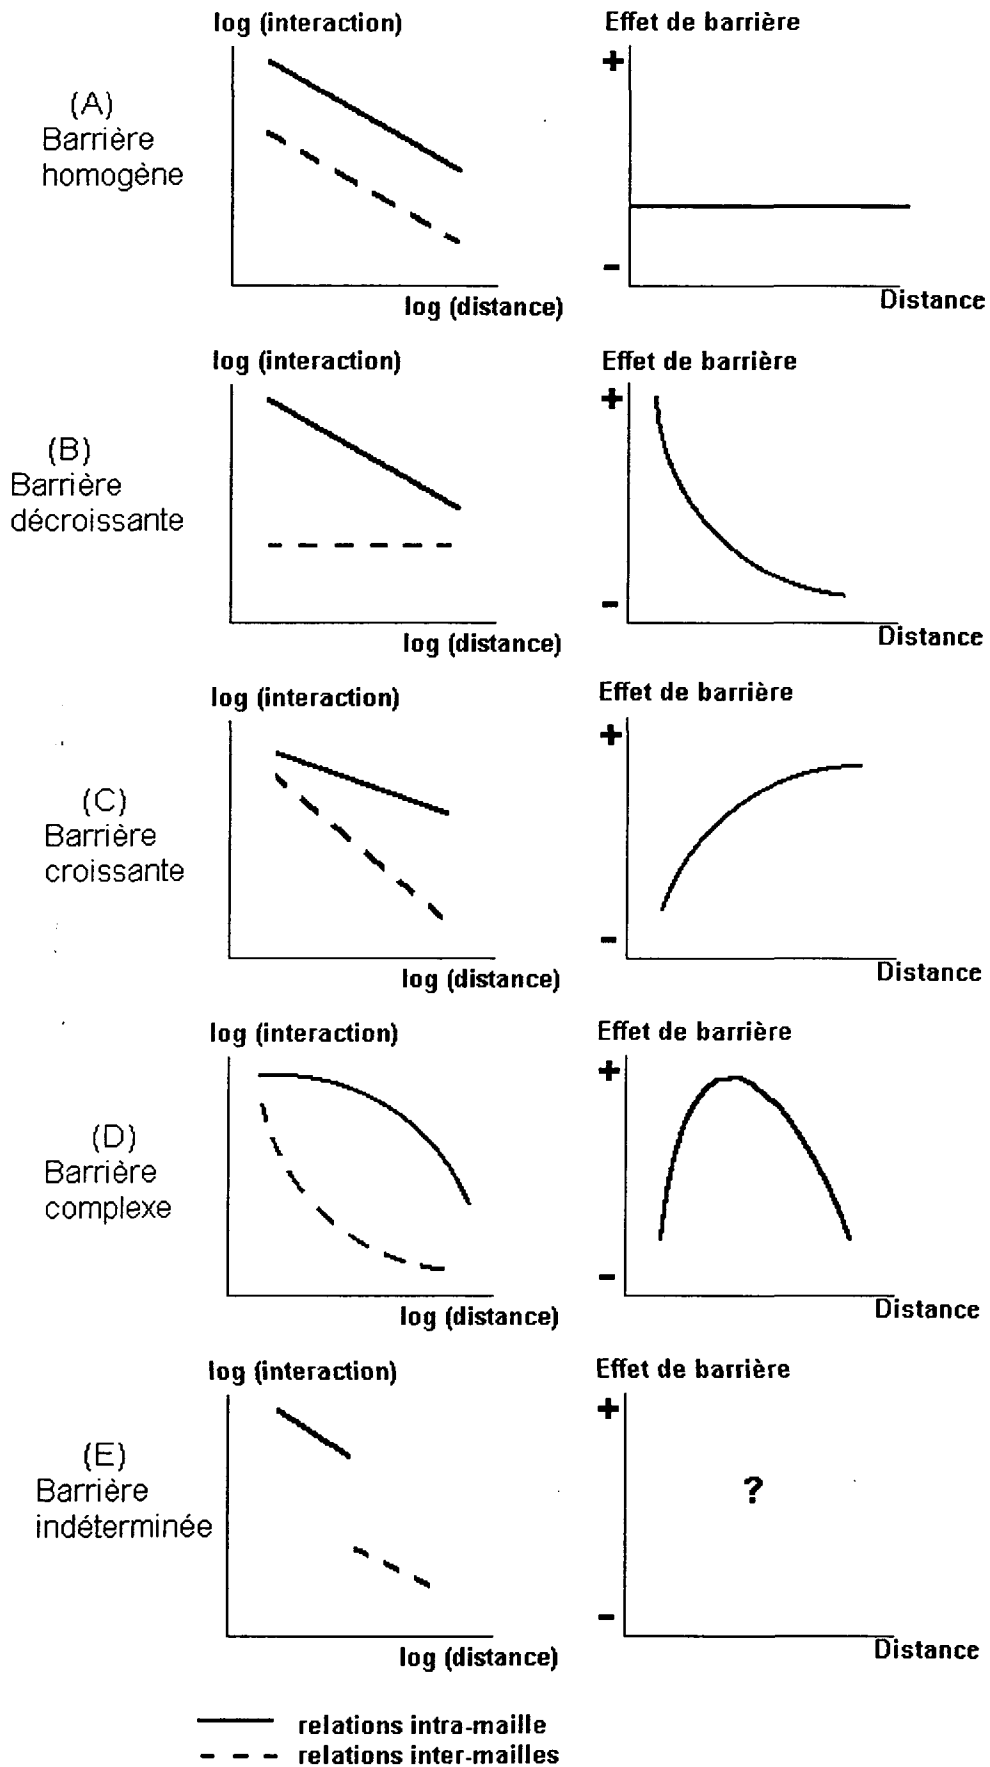 log (interaction)
Effet de barrière
+
(A)
Barrière
homogène
-
log (distance)
Distance
log (interaction)
Effet de barrière
+
(B)
Barrière
décroissante
-
log (distance)
Distance
log (interaction)
Effet de barrière
+
(C)
Barrière
croissante
-
log (distance)
Distance
log (interaction)
Effet de barrière
+
(D)
Barrière
complexe
-
log (distance)
Distance
log (interaction)
Effet de barrière
+
(E)
Barrière
indéterminée
?
-
log (distance)
Distance
relations intra-maille
relations inter-mailles